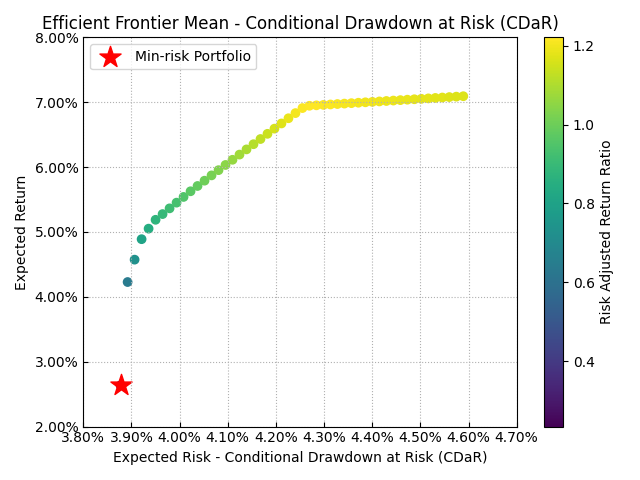 Efficient Frontier Mean - Conditional Drawdown at Risk (CDaR)
Min-risk Portfolio
Expected Return
8.00%
7.00%
6.00%
5.00%
4.00%
3.00%
2.00%
3.80% 3.90% 4.00% 4.10% 4.20% 4.30% 4.40% 4.50% 4.60% 4.70%
Expected Risk - Conditional Drawdown at Risk (CDaR)
1.2
1.0
0.8
0.6
0.4
Risk Adjusted Return Ratio